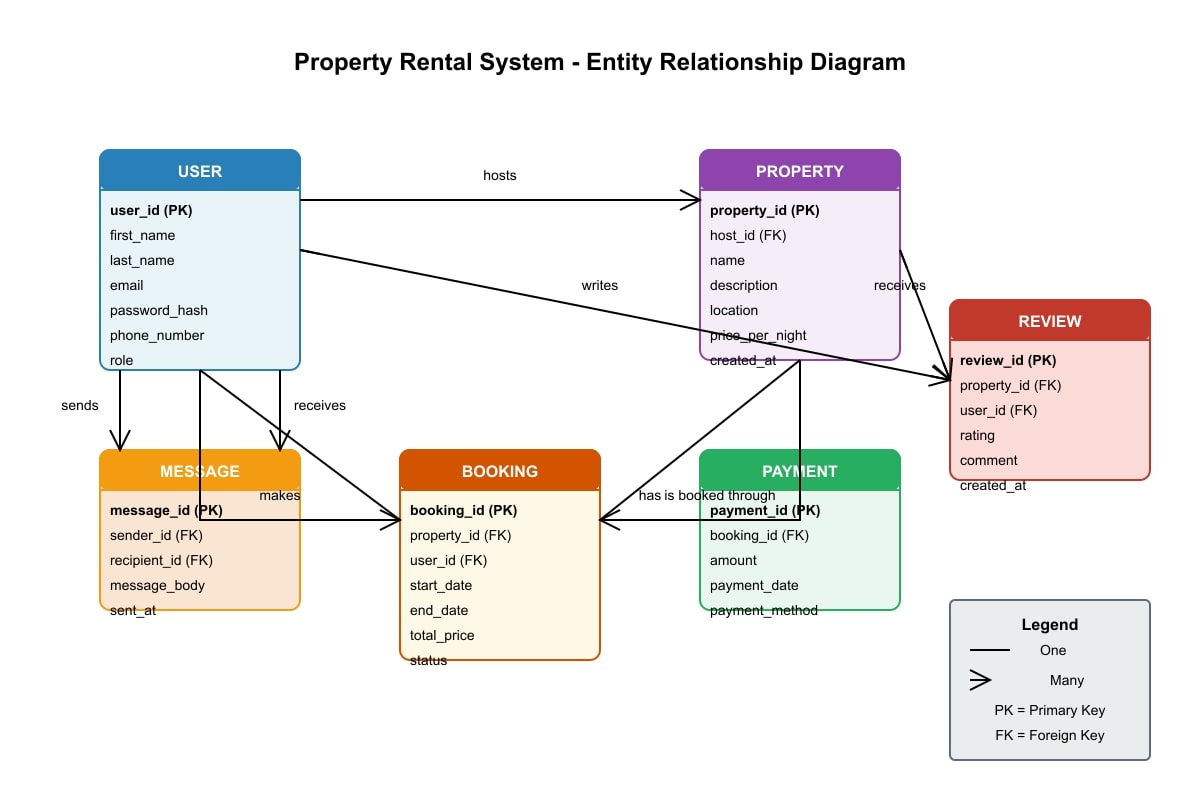 Property Rental System - Entity Relationship Diagram
USER
user_id (PK)
first_name
last_name
email
password_hash
phone_number
role
hosts
writes
PROPERTY
property_id (PK)
host_id (FK)
name
description
location
price_per_night
created_at
receives
REVIEW
review_id (PK)
property_id (FK)
user_id (FK)
rating
comment
created_at
sends
receives
MESSAGE
message_id (PK)
sender_id (FK)
recipient_id (FK)
message_body
sent_at
makes
BOOKING
booking_id (PK)
property_id (FK)
user_id (FK)
start_date
end_date
total_price
status
has is booked through
PAYMENT
payment_id (PK)
booking_id (FK)
amount
payment_date
payment_method
Legend
One
Many
PK = Primary Key
FK = Foreign Key